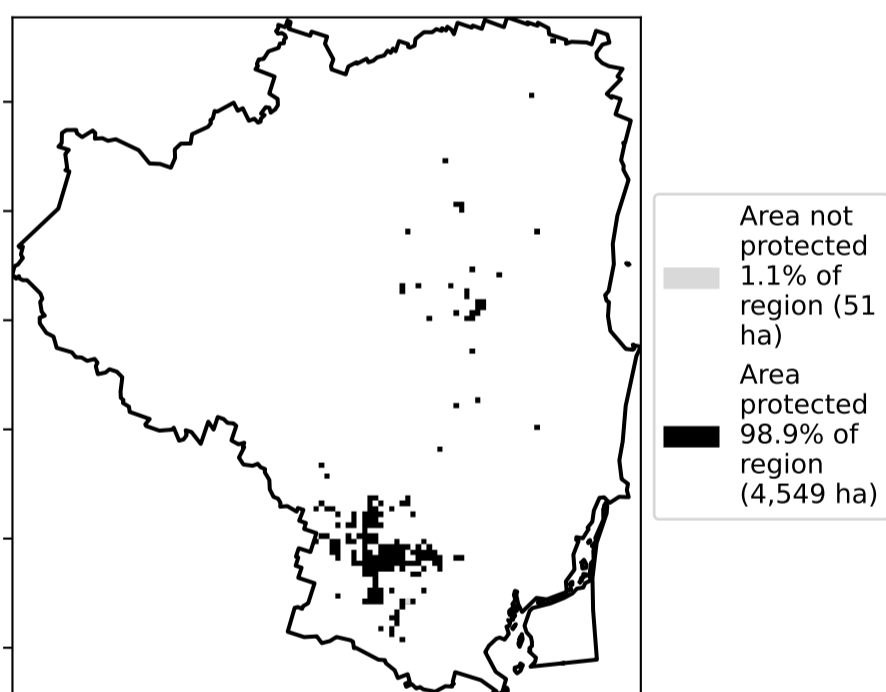 Area not
protected
1.1% of
region (51
ha)
Area
protected
98.9% of
region
(4,549 ha)